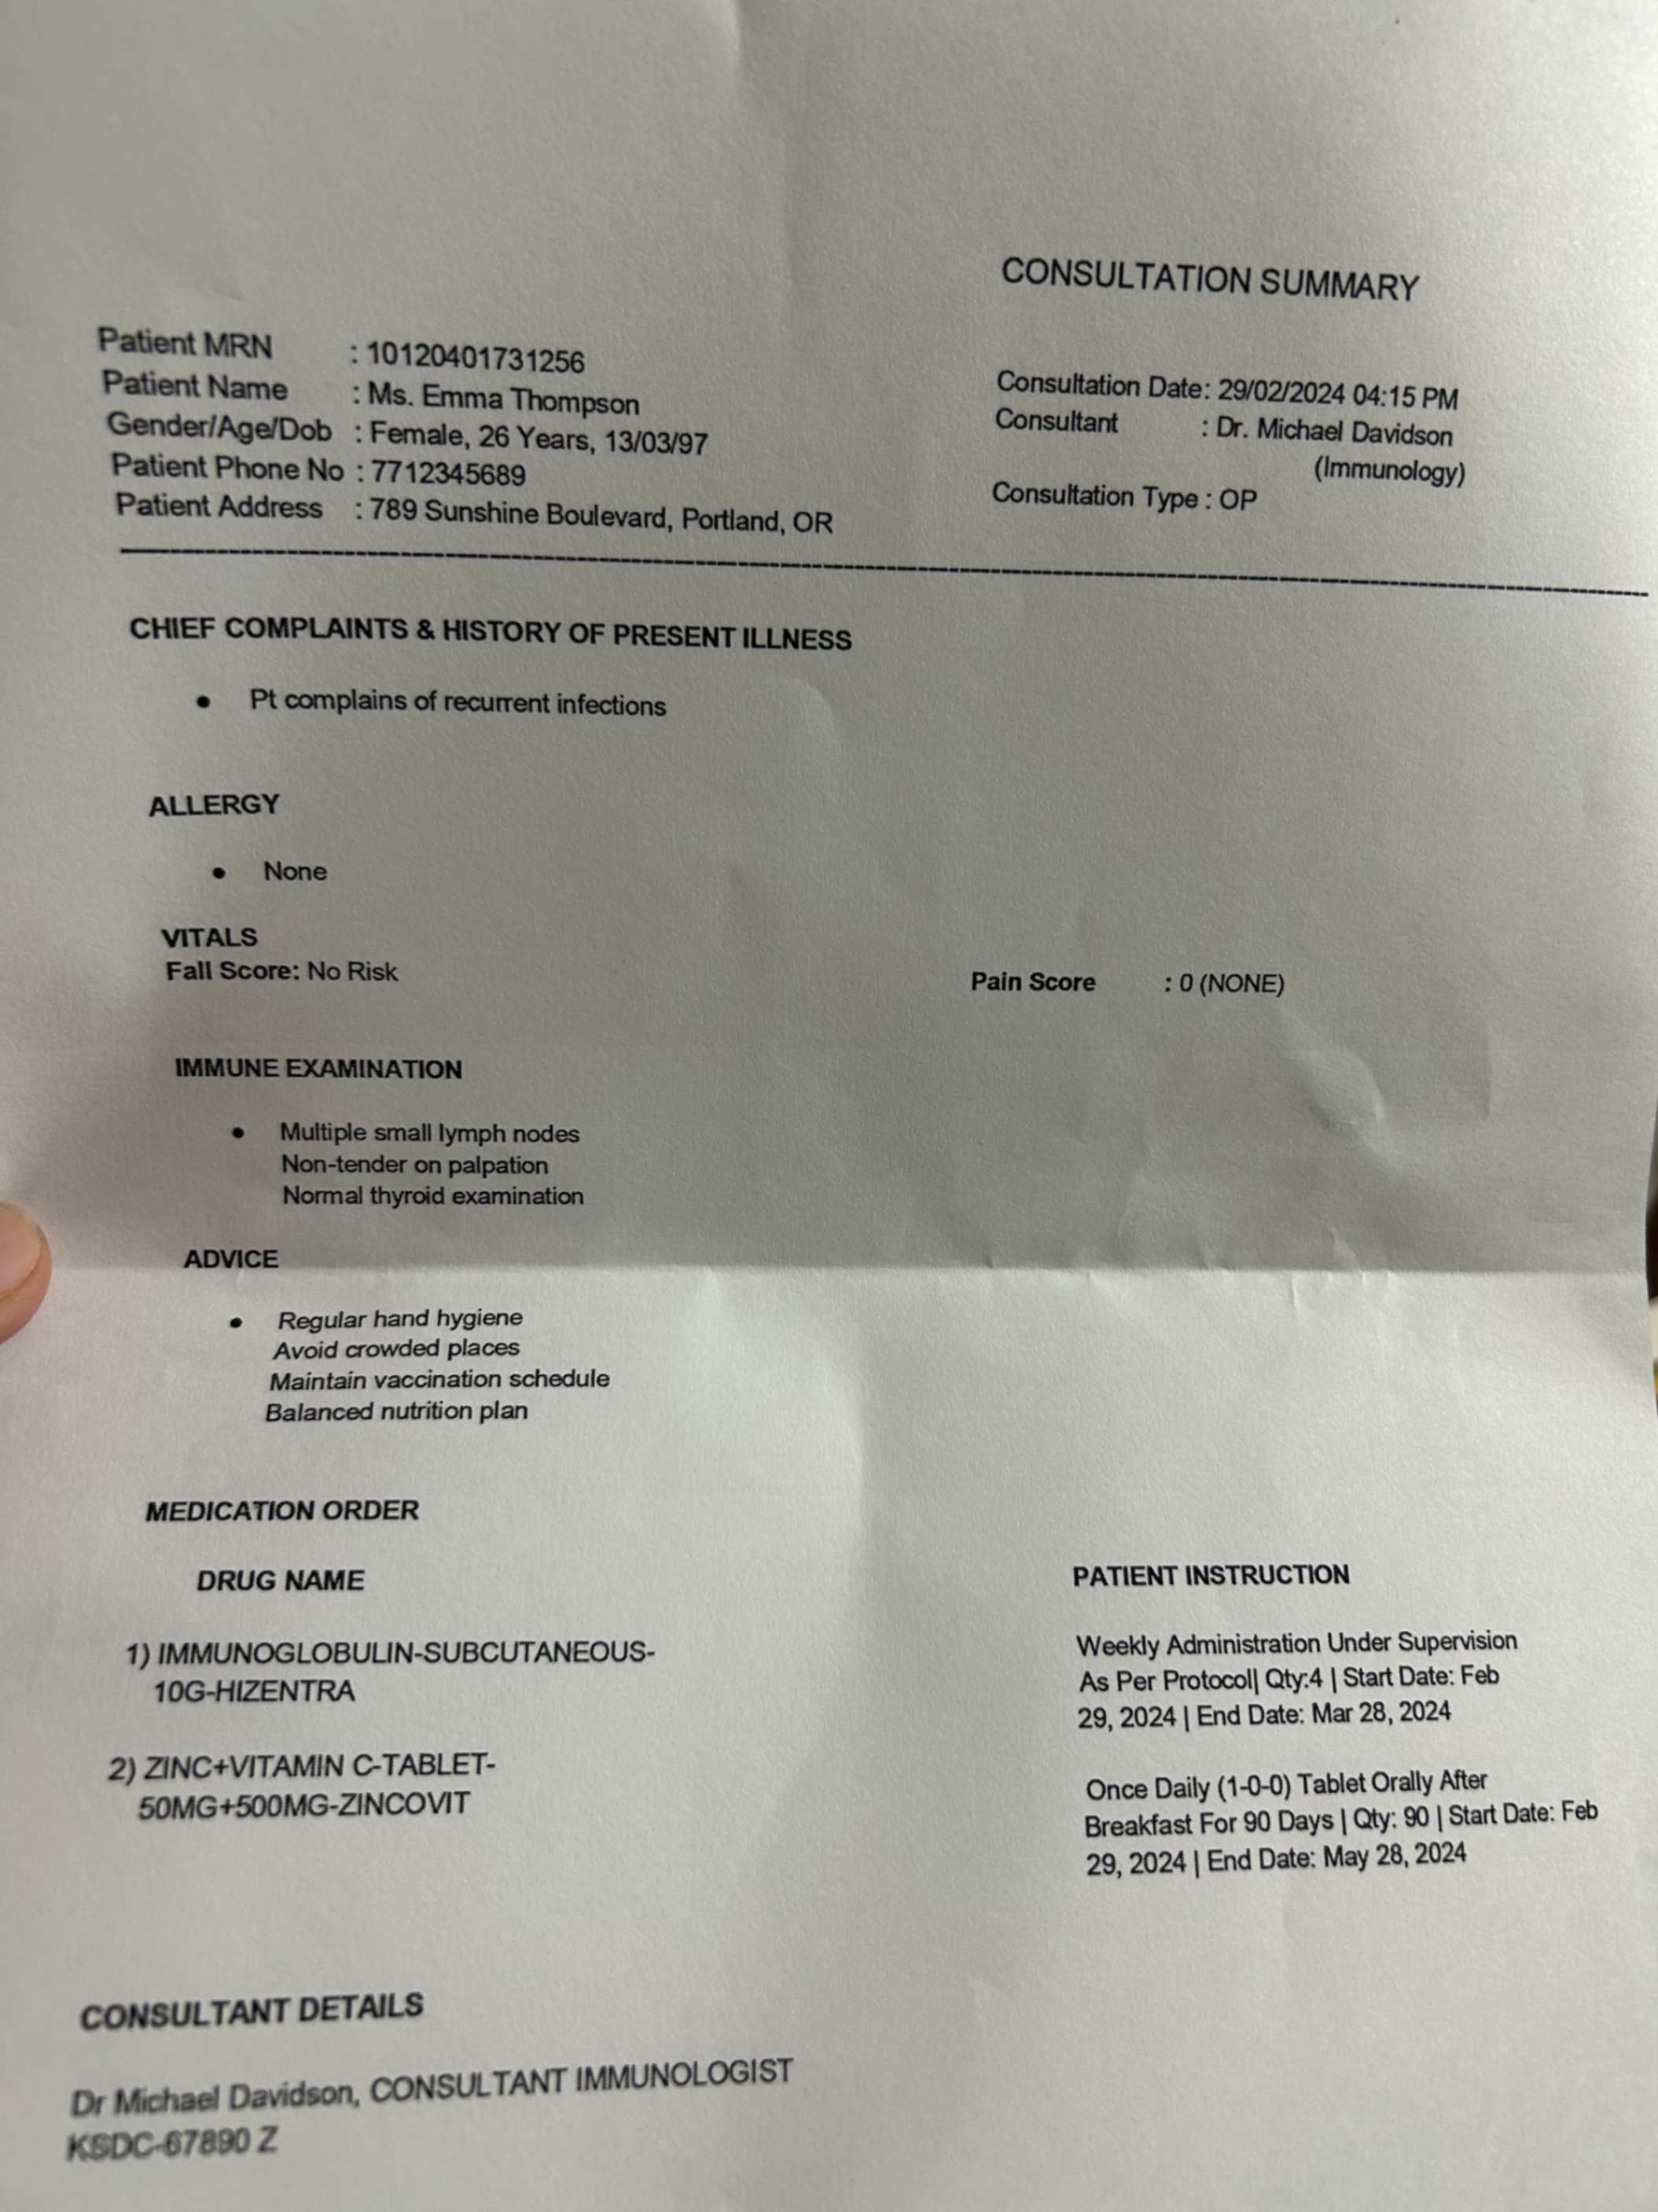 CONSULTATION SUMMARY
Patient MRN : 10120401731256
Patient Name : Ms. Emma Thompson
Gender/Age/Dob : Female, 26 Years, 13/03/97
Patient Phone No : 7712345689
Patient Address : 789 Sunshine Boulevard, Portland, OR
Consultation Date: 29/02/2024 04:15 PM
Consultant : Dr. Michael Davidson
(Immunology)
Consultation Type : OP
CHIEF COMPLAINTS & HISTORY OF PRESENT ILLNESS
• Pt complains of recurrent infections
ALLERGY
• None
VITALS
Fall Score: No Risk
Pain Score : 0 (NONE)
IMMUNE EXAMINATION
• Multiple small lymph nodes
Non-tender on palpation
Normal thyroid examination
ADVICE
• Regular hand hygiene
Avoid crowded places
Maintain vaccination schedule
Balanced nutrition plan
MEDICATION ORDER
DRUG NAME
PATIENT INSTRUCTION
1) IMMUNOGLOBULIN-SUBCUTANEOUS-
10G-HIZENTRA
Weekly Administration Under Supervision
As Per Protocol| Qty:4 | Start Date: Feb
29, 2024 | End Date: Mar 28, 2024
2) ZINC+VITAMIN C-TABLET-
50MG+500MG-ZINCOVIT
Once Daily (1-0-0) Tablet Orally After
Breakfast For 90 Days | Qty: 90 | Start Date: Feb
29, 2024 | End Date: May 28, 2024
CONSULTANT DETAILS
Dr Michael Davidson, CONSULTANT IMMUNOLOGIST
KSDC-67890 Z